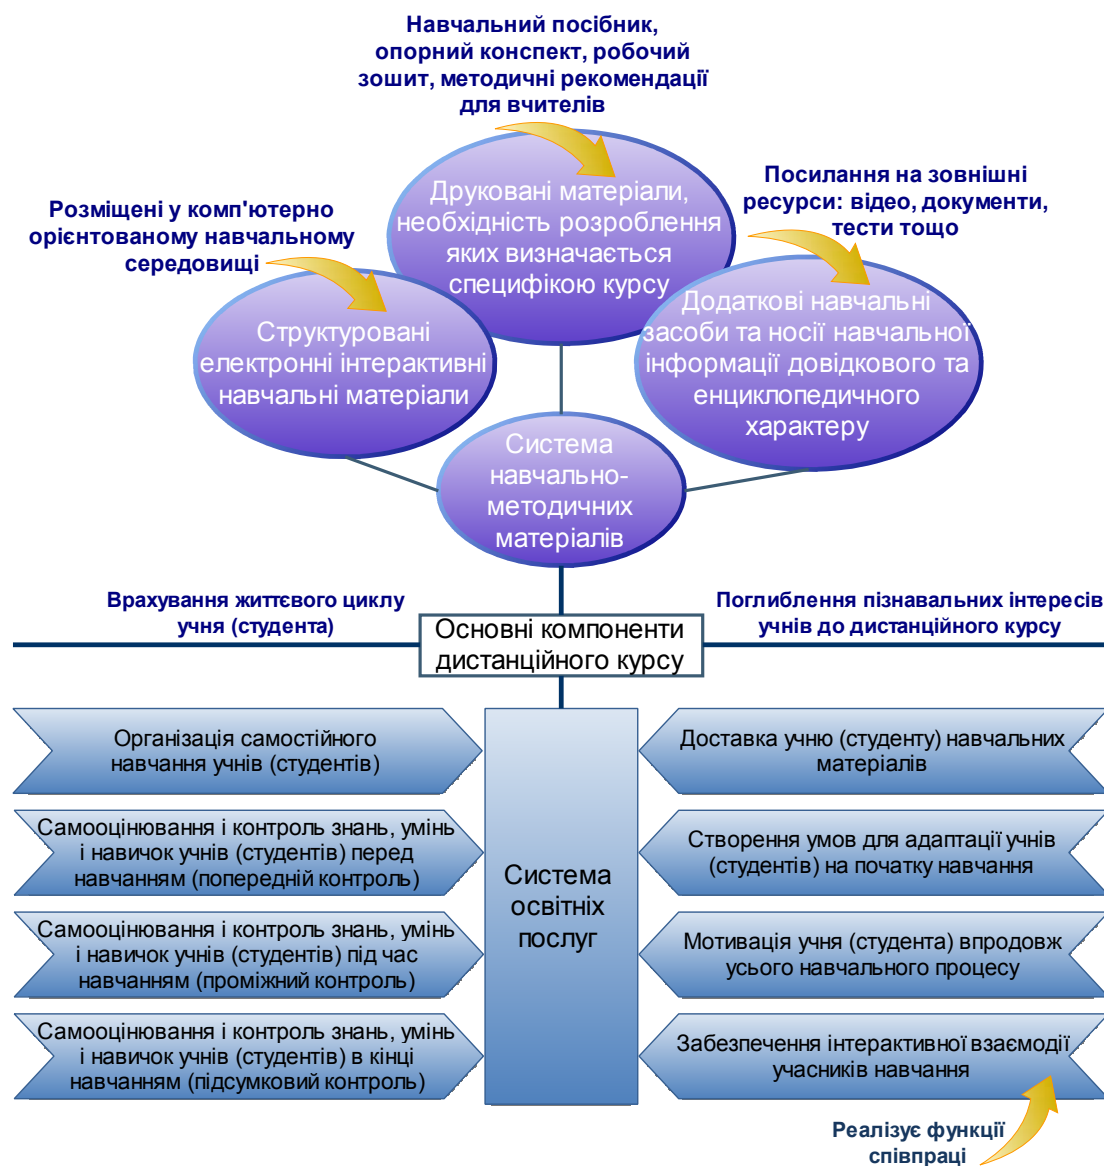 Навчальний посібник,
опорний конспект, робочий
зошит, методичні рекомендації
для вчителів
Друковані матеріали,
необхідність розроблення
яких визначається
специфікою курсу
Розміщені у комп'ютерно
орієнтованому навчальному
середовищі
Структуровані
електронні інтерактивні
навчальні матеріали
Посилання на зовнішні
ресурси: відео, документи,
тести тощо
Додаткові навчальні
засоби та носії навчальної
інформації довідкового та
енциклопедичного
характеру
Система
навчально-
методичних
матеріалів
Врахування життєвого циклу
учня (студента)
Основні компоненти
дистанційного курсу
Поглиблення пізнавальних інтересів
учнів до дистанційного курсу
Організація самостійного
навчання учнів (студентів)
Самооцінювання і контроль знань, умінь
і навичок учнів (студентів) перед
навчанням (попередній контроль)
Самооцінювання і контроль знань, умінь
і навичок учнів (студентів) під час
навчанням (проміжний контроль)
Самооцінювання і контроль знань, умінь
і навичок учнів (студентів) в кінці
навчанням (підсумковий контроль)
Система
освітніх
послуг
Доставка учню (студенту) навчальних
матеріалів
Створення умов для адаптації учнів
(студентів) на початку навчання
Мотивація учня (студента) впродовж
усього навчального процесу
Забезпечення інтерактивної взаємодії
учасників навчання
Реалізує функції
співпраці